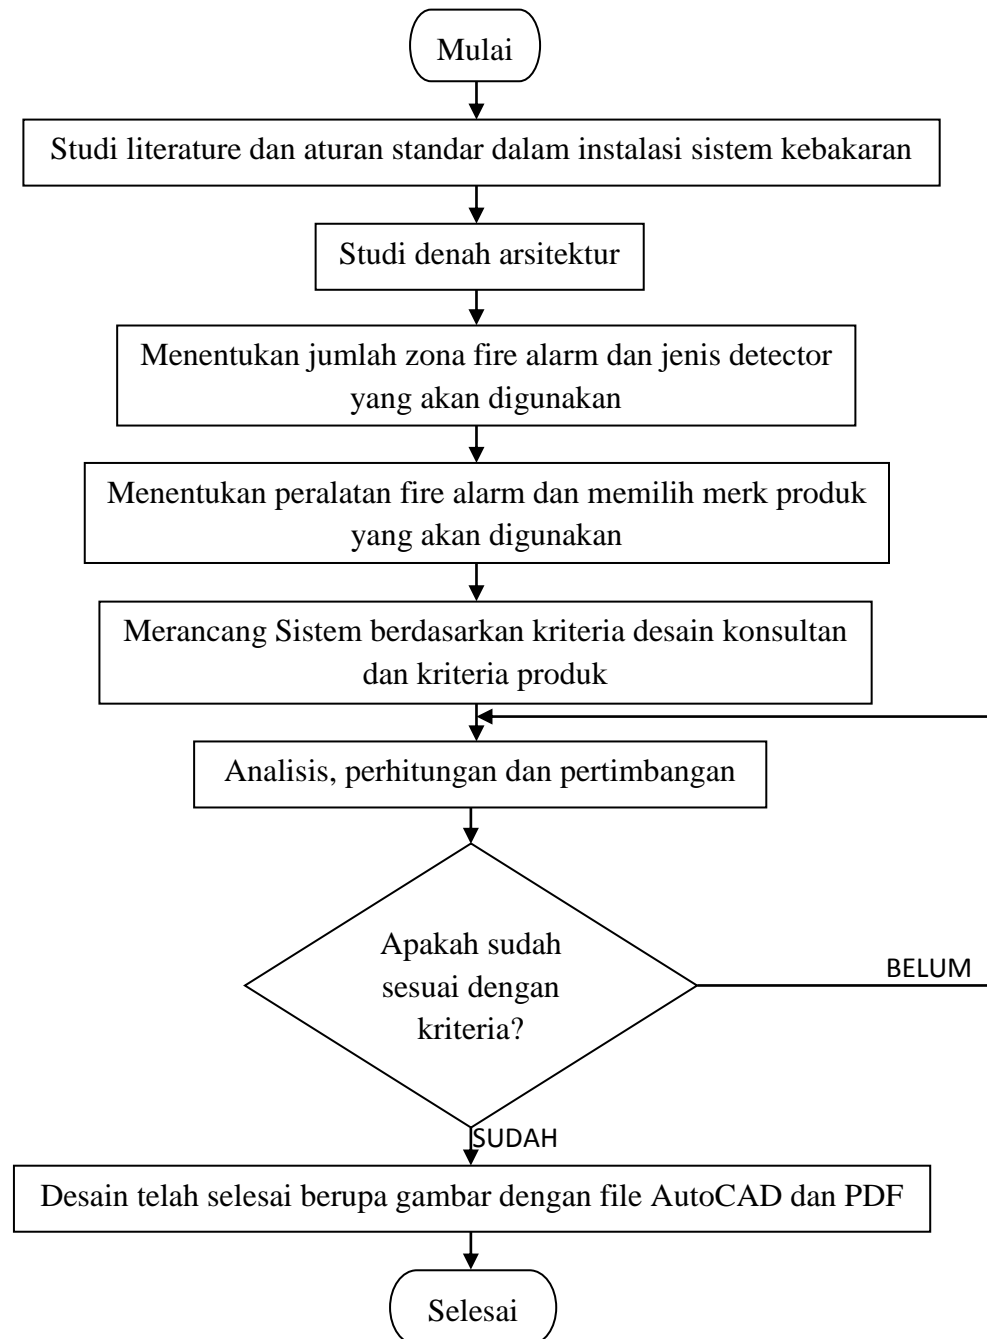 Mulai
Studi literature dan aturan standar dalam instalasi sistem kebakaran
Studi denah arsitektur
Menentukan jumlah zona fire alarm dan jenis detector
yang akan digunakan
Menentukan peralatan fire alarm dan memilih merk produk
yang akan digunakan
Merancang Sistem berdasarkan kriteria desain konsultan
dan kriteria produk
Analisis, perhitungan dan pertimbangan
Apakah sudah
sesuai dengan
kriteria?
BELUM
SUDAH
Desain telah selesai berupa gambar dengan file AutoCAD dan PDF
Selesai